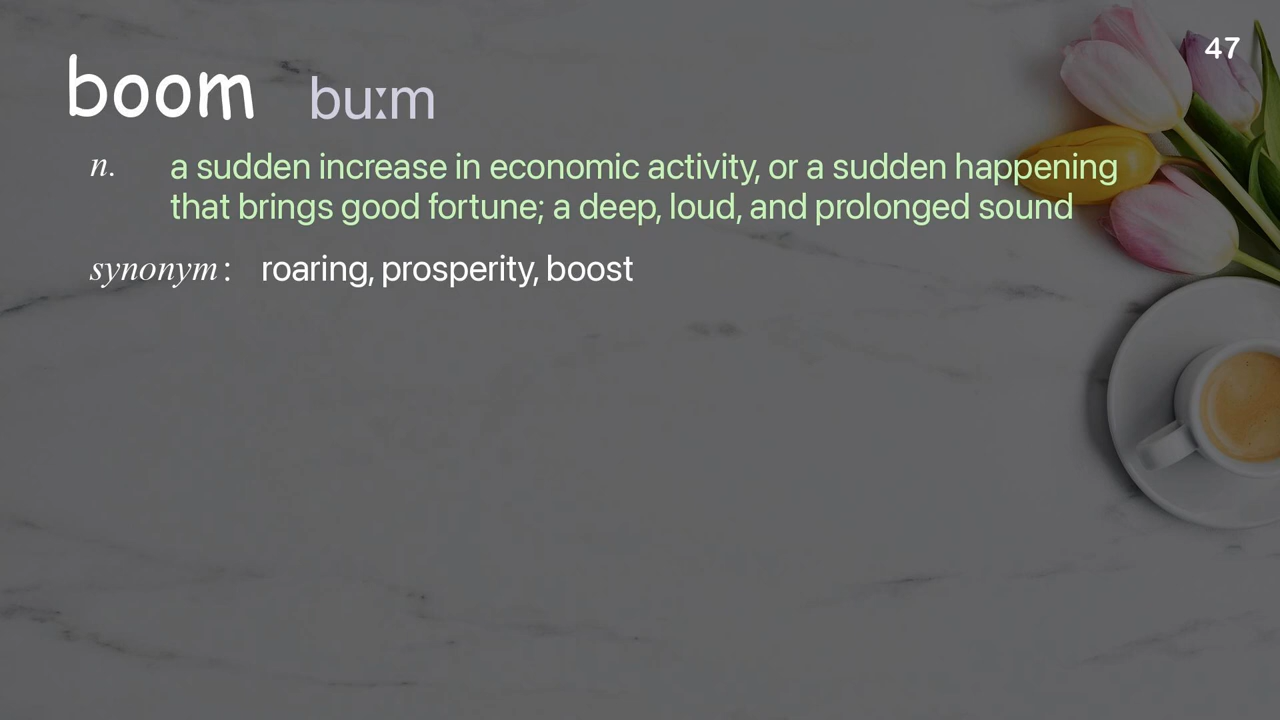 47
boom buːm
n. a sudden increase in economic activity, or a sudden happening
that brings good fortune; a deep, loud, and prolonged sound
synonym : roaring, prosperity, boost